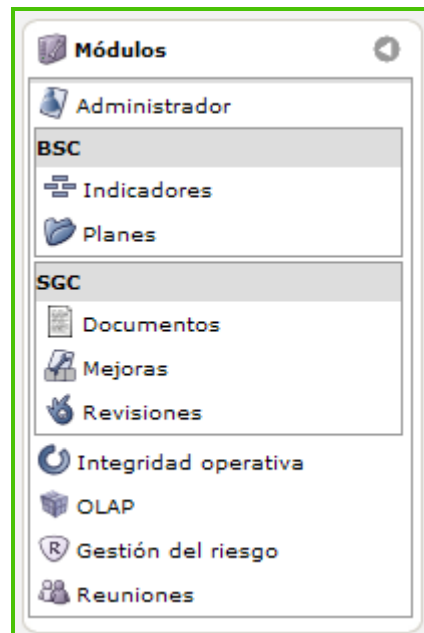 Módulos
Administrador
BSC
Indicadores
Planes
SGC
Documentos
Mejoras
Revisiones
Integridad operativa
OLAP
R Gestión del riesgo
Reuniones